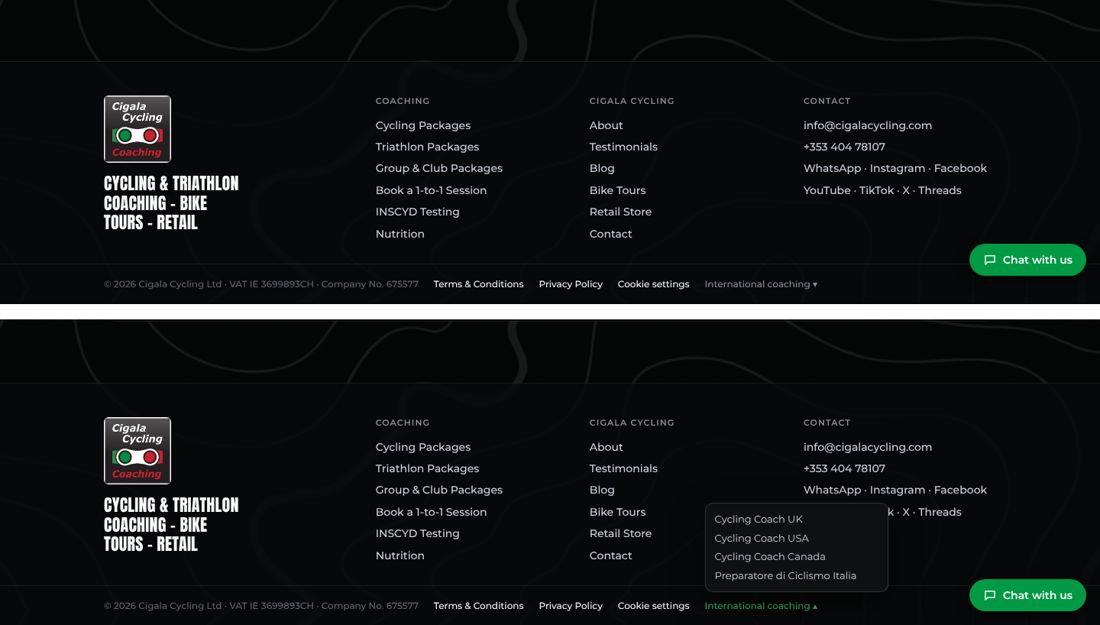 Cigala
Cycling
Coaching
CYCLING & TRIATHLON
COACHING - BIKE
TOURS - RETAIL
COACHING
Cycling Packages
Triathlon Packages
Group & Club Packages
Book a 1-to-1 Session
INSCYD Testing
Nutrition
CIGALA CYCLING
About
Testimonials
Blog
Bike Tours
Retail Store
Contact
CONTACT
info@cigalacycling.com
+353 404 78107
WhatsApp · Instagram · Facebook
YouTube · TikTok · X · Threads
Chat with us
© 2026 Cigala Cycling Ltd · VAT IE 3699893CH · Company No. 675577 Terms & Conditions Privacy Policy Cookie settings International coaching ▾
Cigala
Cycling
Coaching
CYCLING & TRIATHLON
COACHING - BIKE
TOURS - RETAIL
COACHING
Cycling Packages
Triathlon Packages
Group & Club Packages
Book a 1-to-1 Session
INSCYD Testing
Nutrition
CIGALA CYCLING
About
Testimonials
Blog
Bike Tours
Retail Store
Contact
CONTACT
info@cigalacycling.com
+353 404 78107
WhatsApp · Instagram · Facebook
k · X · Threads
Cycling Coach UK
Cycling Coach USA
Cycling Coach Canada
Preparatore di Ciclismo Italia
Chat with us
© 2026 Cigala Cycling Ltd · VAT IE 3699893CH · Company No. 675577 Terms & Conditions Privacy Policy Cookie settings International coaching ▴